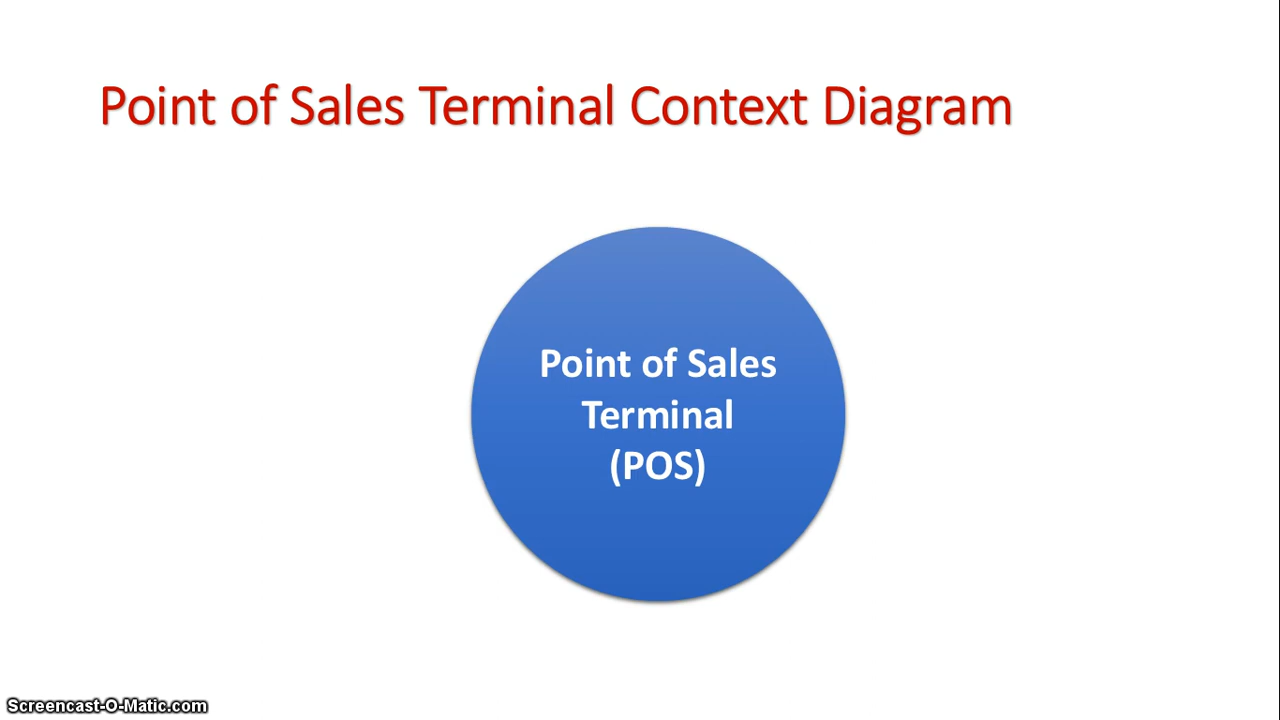 Point of Sales Terminal Context Diagram
Point of Sales
Terminal
(POS)
Screencast-O-Matic.com